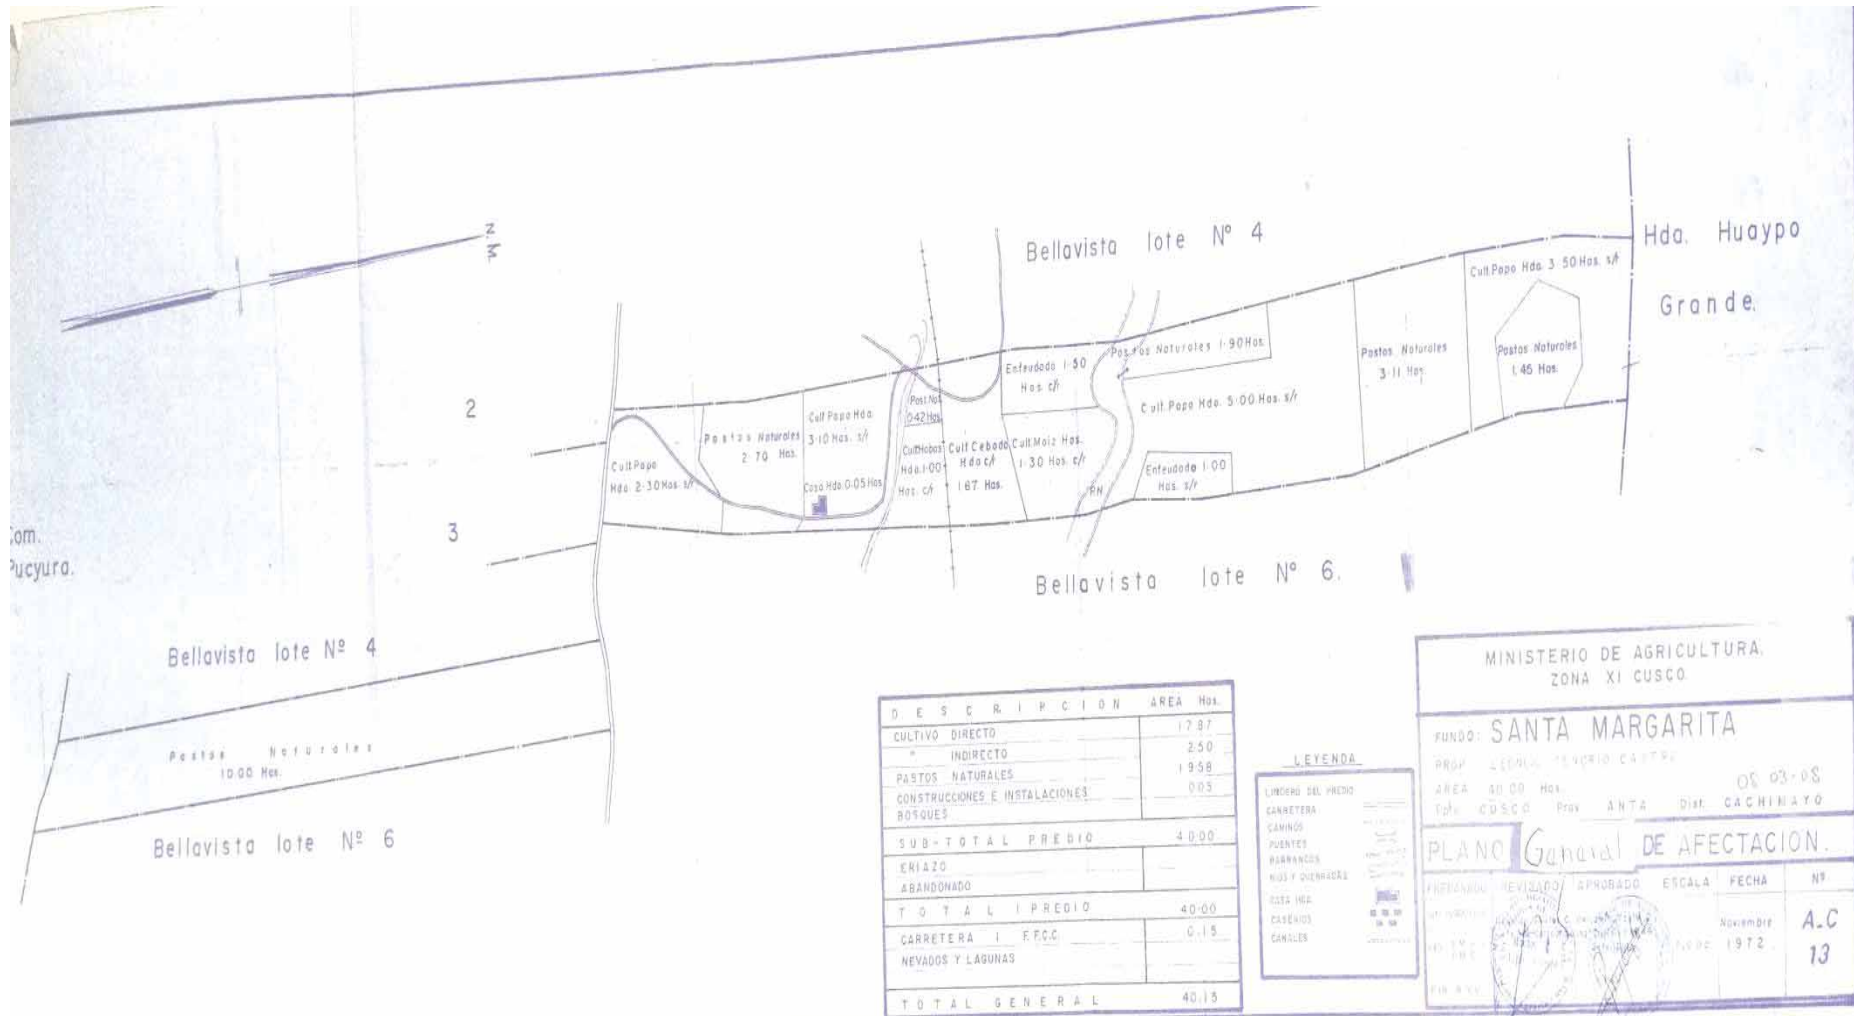 N.M.
Bellavista lote Nº 4
Hda. Huaypo
Grande.
Cult. Papa Hda. 3·50 Has. s/r
Pastos Naturales
1.45 Has.
Pastos Naturales
3·11 Has.
Pastos Naturales 1·90 Has.
Enfeudado 1·50
Has. c/r
Cult. Papa Hda. 5·00 Has. s/r
Post. Nat.
0·42 Has.
Cult Papa Hda.
3·10 Has. s/r
Pastos Naturales
2·70 Has.
Cult Papa
Hda. 2·30 Has. s/r
Casa Hda. 0·05 Has.
Cult Habas
Hda. 1·00
Has. c/r
Cult Cebada
Hda c/r
1.67 Has.
Cult. Maiz Has.
1·30 Has. c/r
P.N
Enfeudado 1·00
Has. s/r
2
3
Com.
Pucyura.
Bellavista lote Nº 6.
Bellavista lote Nº 4
Pastos Naturales
10.00 Has.
Bellavista lote Nº 6
DESCRIPCION AREA Has.
CULTIVO DIRECTO 17.87
" INDIRECTO 2.50
PASTOS NATURALES 19.58
CONSTRUCCIONES E INSTALACIONES 0.05
BOSQUES
SUB-TOTAL PREDIO 40.00
ERIAZO
ABANDONADO
TOTAL PREDIO 40.00
CARRETERA F.F.C.C. 0.15
NEVADOS Y LAGUNAS
TOTAL GENERAL 40.15
LEYENDA
LINDERO DEL PREDIO
CARRETERA
CAMINOS
PUENTES
BARRANCOS
RIOS Y QUEBRADAS
CASA HDA.
CASERIOS
CANALES
MINISTERIO DE AGRICULTURA.
ZONA XI CUSCO
FUNDO: SANTA MARGARITA
PROP.
AREA 40.00 Has. 08-03-08
Dpto. CUSCO Prov. ANTA Dist. CACHIMAYO
PLANO General DE AFECTACION.
PREPARADO REVISADO APROBADO ESCALA FECHA Nº
Noviembre
1972
A.C
13